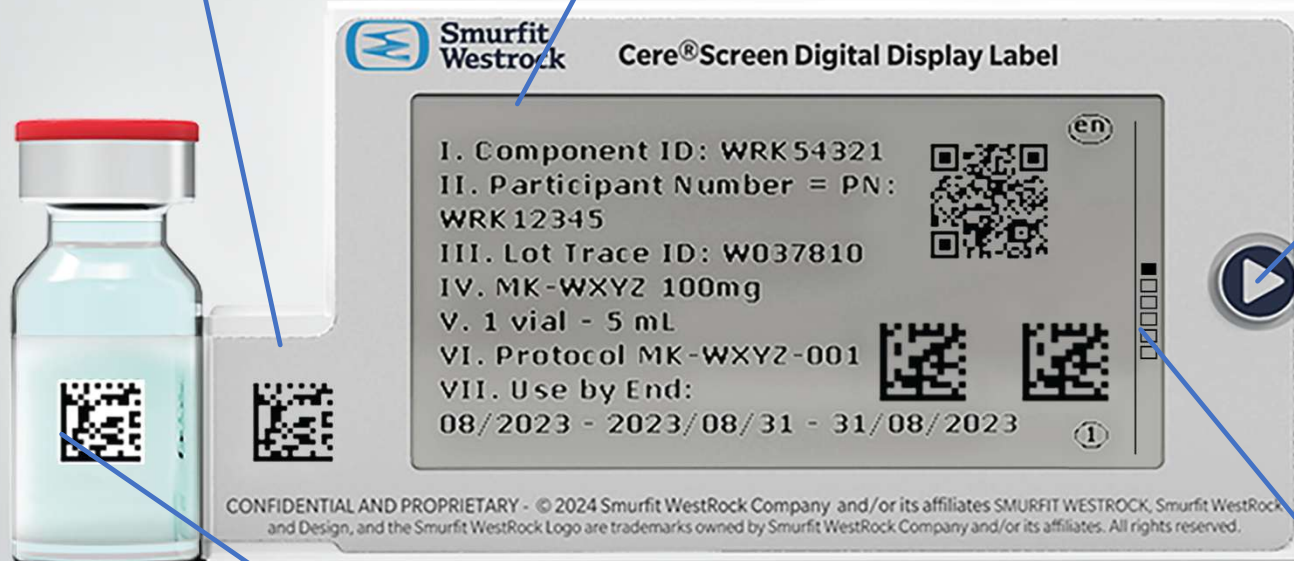 Smurfit
Westrock
Cere®Screen Digital Display Label
en
I. Component ID: WRK54321
II. Participant Number = PN:
WRK12345
III. Lot Trace ID: W037810
IV. MK-WXYZ 100mg
V. 1 vial - 5 mL
VI. Protocol MK-WXYZ-001
VII. Use by End:
08/2023 - 2023/08/31 - 31/08/2023
1
CONFIDENTIAL AND PROPRIETARY - © 2024 Smurfit WestRock Company and/or its affiliates SMURFIT WESTROCK, Smurfit WestRock
and Design, and the Smurfit WestRock Logo are trademarks owned by Smurfit WestRock Company and/or its affiliates. All rights reserved.